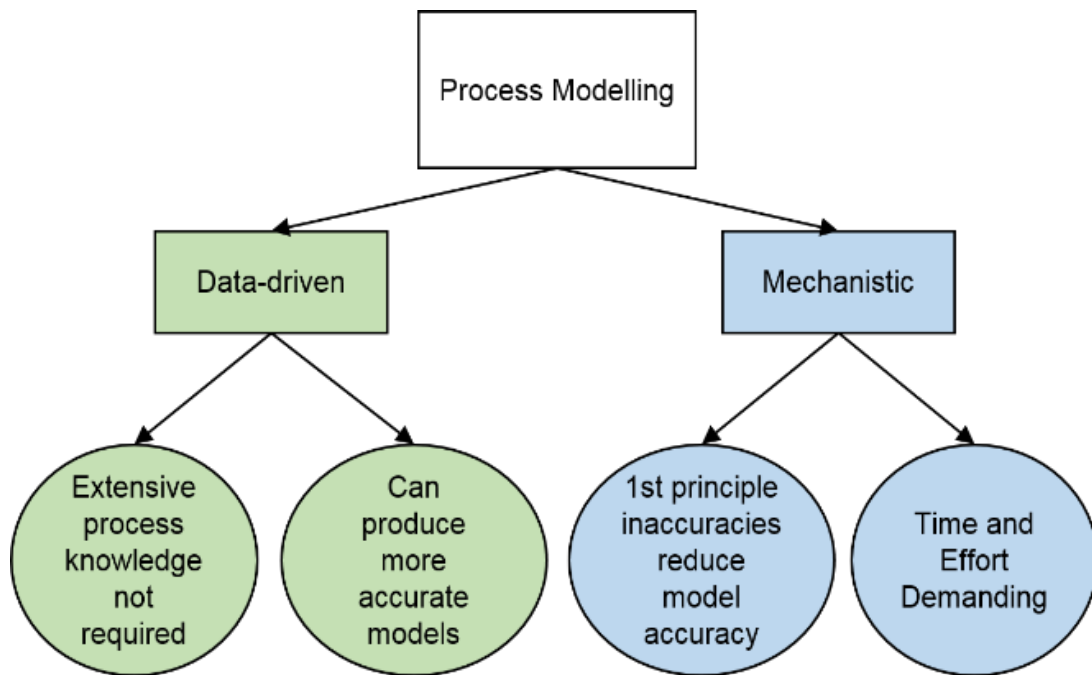 Process Modelling
Data-driven
Mechanistic
Extensive
process
knowledge
not
required
Can
produce
more
accurate
models
1st principle
inaccuracies
reduce
model
accuracy
Time and
Effort
Demanding